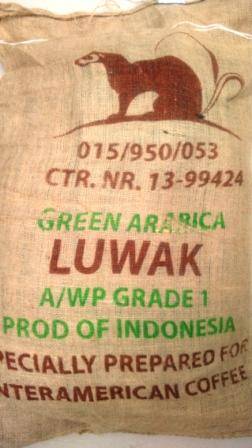 015/950/053
CTR. NR. 13-99424
GREEN ARABICA
LUWAK
A/WP GRADE 1
PROD OF INDONESIA
PECIALLY PREPARED FOR
NTERAMERICAN COFFEE